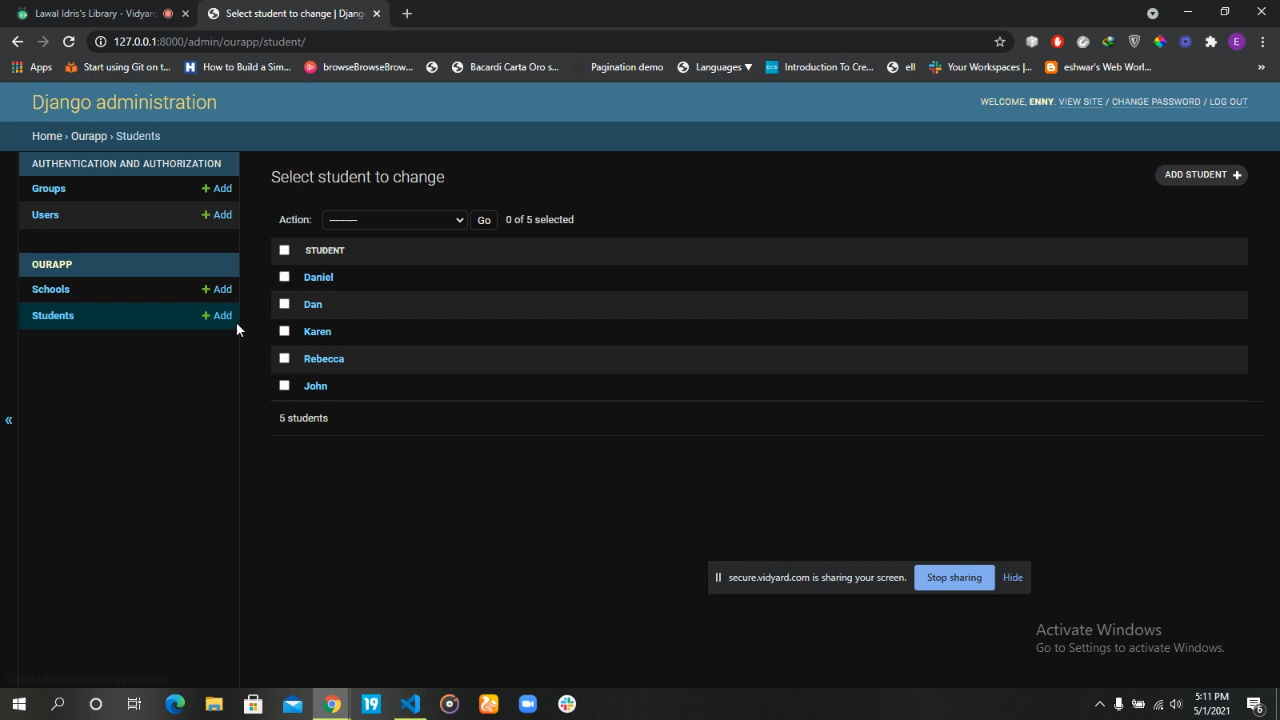 Lawal Idris's Library - Vidyar
Select student to change | Djang
127.0.0.1:8000/admin/ourapp/student/
E
Apps
Start using Git on t...
How to Build a Sim...
browseBrowseBrow...
Bacardi Carta Oro s...
Pagination demo
Languages ▼
Introduction To Cre...
ell
Your Workspaces |...
eshwar's Web Worl...
»
Django administration
WELCOME, ENNY. VIEW SITE / CHANGE PASSWORD / LOG OUT
Home › Ourapp › Students
AUTHENTICATION AND AUTHORIZATION
Groups + Add
Users + Add
OURAPP
Schools + Add
Students + Add
«
Select student to change
ADD STUDENT +
Action: --------- Go 0 of 5 selected
STUDENT
Daniel
Dan
Karen
Rebecca
John
5 students
secure.vidyard.com is sharing your screen. Stop sharing Hide
Activate Windows
Go to Settings to activate Windows.
19
5:11 PM
5/1/2021
6